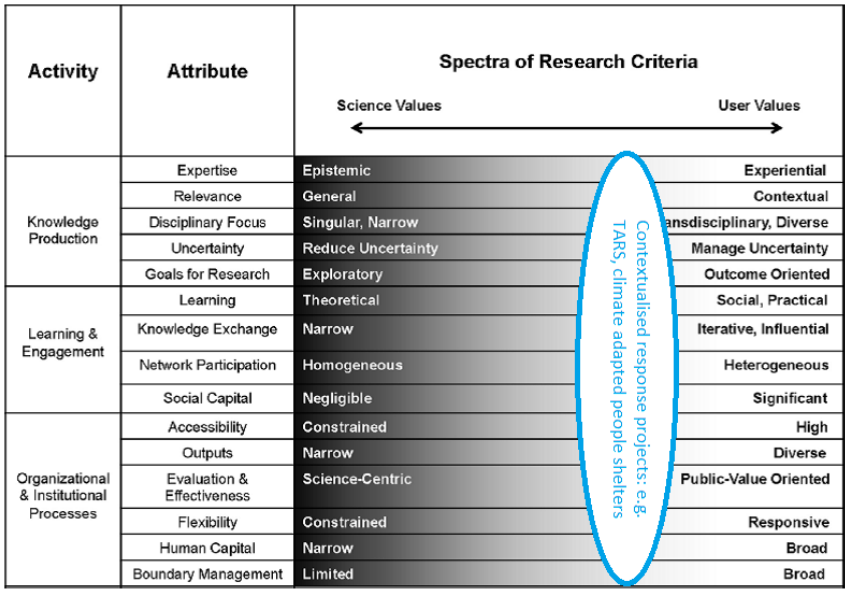 Activity
Attribute
Spectra of Research Criteria
Science Values
User Values
Knowledge
Production
Expertise
Epistemic
Experiential
Relevance
General
Contextual
Disciplinary Focus
Singular, Narrow
ansdisciplinary, Diverse
Uncertainty
Reduce Uncertainty
Manage Uncertainty
Goals for Research
Exploratory
Outcome Oriented
Learning &
Engagement
Learning
Theoretical
Social, Practical
Knowledge Exchange
Narrow
Iterative, Influential
Network Participation
Homogeneous
Heterogeneous
Social Capital
Negligible
Significant
Organizational
& Institutional
Processes
Accessibility
Constrained
High
Outputs
Narrow
Diverse
Evaluation &
Effectiveness
Science-Centric
Public-Value Oriented
Flexibility
Constrained
Responsive
Human Capital
Narrow
Broad
Boundary Management
Limited
Broad
Contextualised response projects: e.g.
TARS, climate adapted people shelters